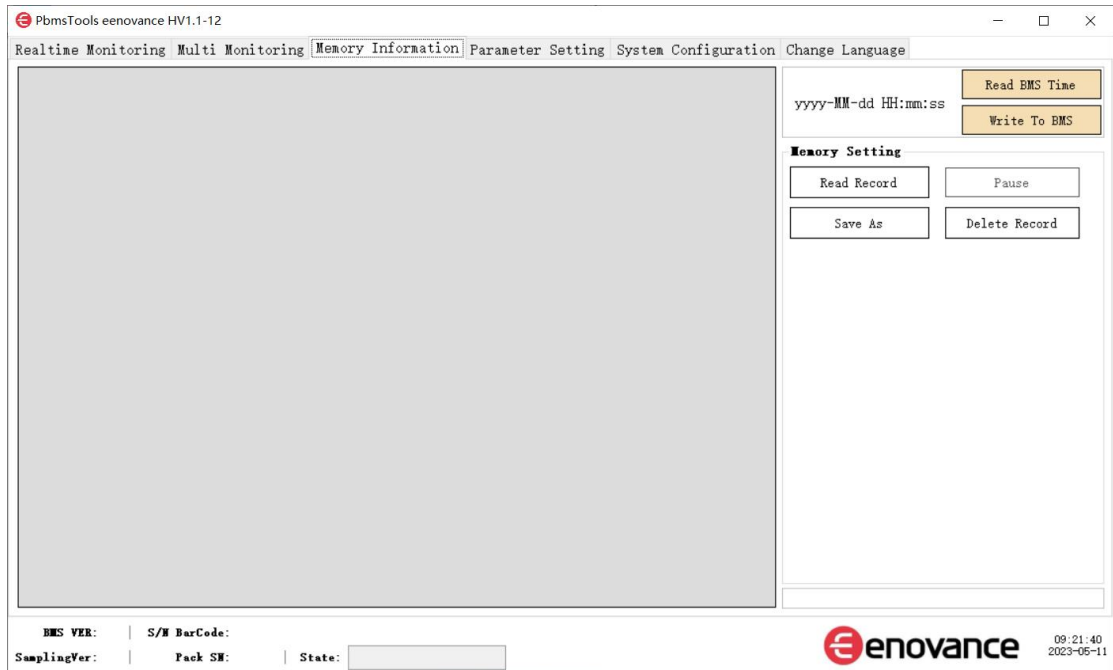 PbmsTools eenovance HV1.1-12
Realtime Monitoring Multi Monitoring Memory Information Parameter Setting System Configuration Change Language
yyyy-MM-dd HH:mm:ss
Read BMS Time
Write To BMS
Memory Setting
Read Record Pause
Save As Delete Record
BMS VER: | S/N BarCode:
SamplingVer: | Pack SN: | State:
eenovance
09:21:40
2023-05-11